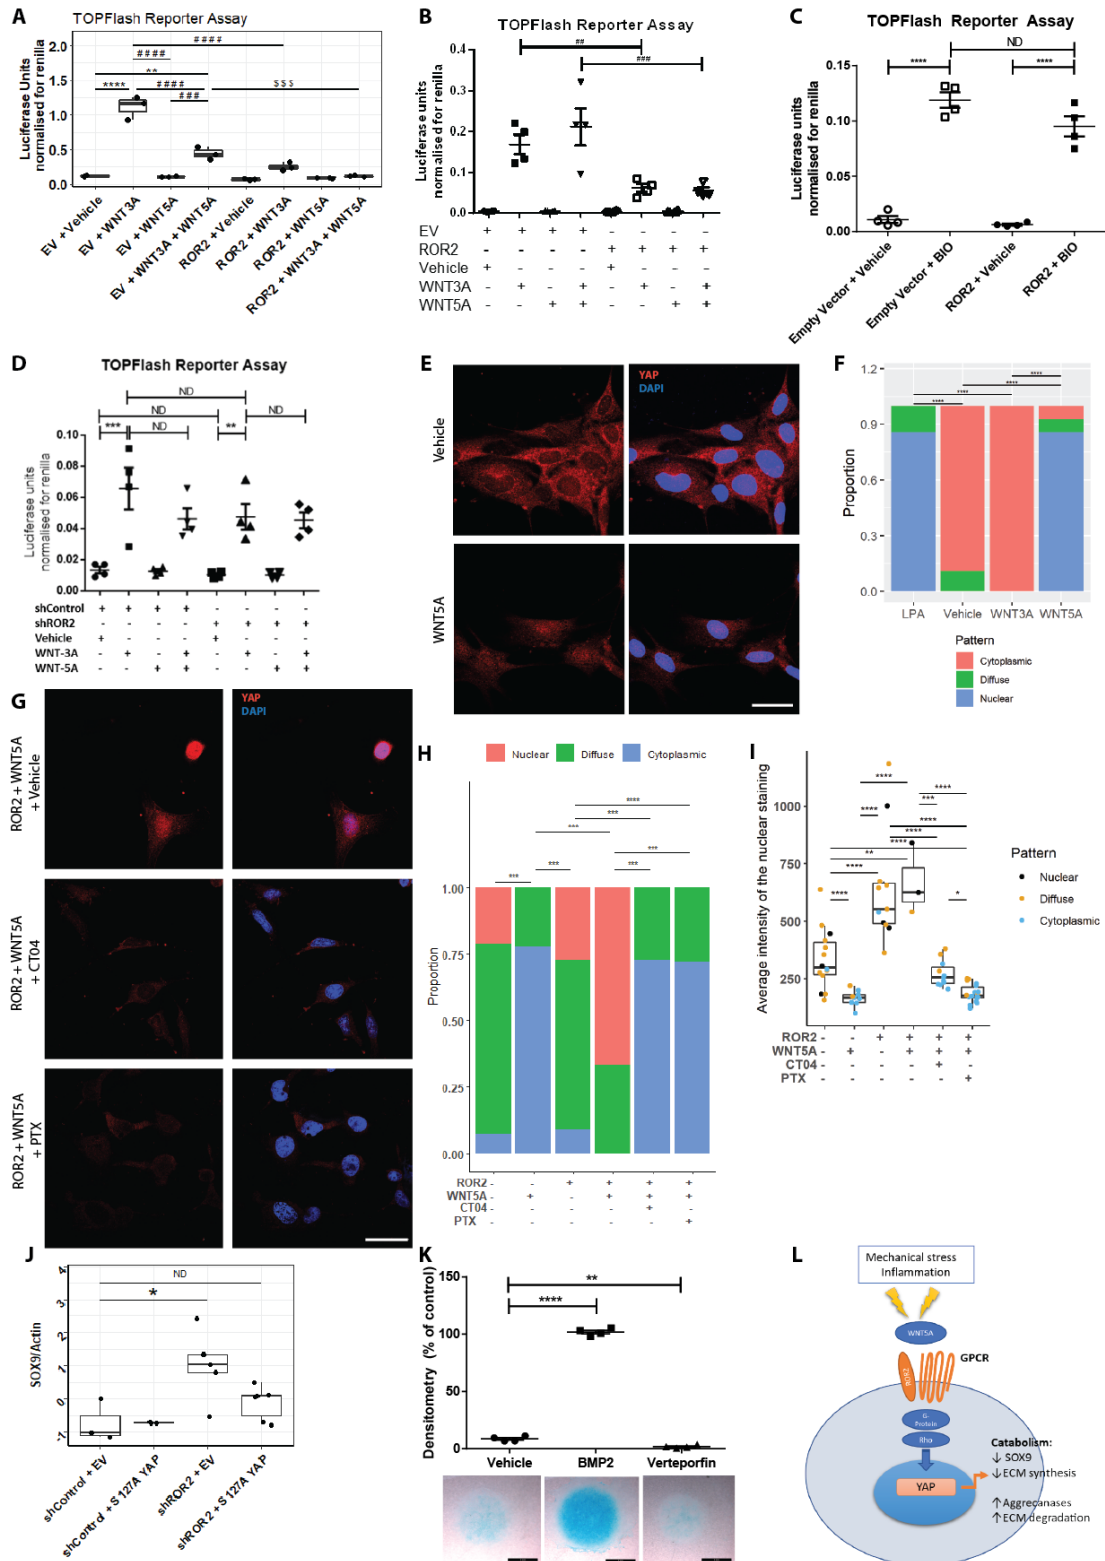 A
TOPFlash Reporter Assay
Luciferase Units
normalised for renilla
2.0
1.5
1.0
0.5
0.0
####
####
**
****
####
$$$
###
EV + Vehicle
EV + WNT3A
EV + WNT5A
EV + WNT3A + WNT5A
ROR2 + Vehicle
ROR2 + WNT3A
ROR2 + WNT5A
ROR2 + WNT3A + WNT5A
B
TOPFlash Reporter Assay
Luciferase units
normalised for renilla
0.4
0.3
0.2
0.1
0.0
##
###
EV + + + + - - - -
ROR2 - - - - + + + +
Vehicle + - - - + - - -
WNT3A - + - + - + - +
WNT5A - - + + - - + +
C
TOPFlash Reporter Assay
ND
****
****
Luciferase units
normalised for renilla
0.15
0.10
0.05
0.00
Empty Vector + Vehicle
Empty Vector + BIO
ROR2 + Vehicle
ROR2 + BIO
D
TOPFlash Reporter Assay
ND
ND
ND
ND
***
**
Luciferase units
normalised for renilla
0.10
0.08
0.06
0.04
0.02
0.00
shControl + + + + - - - -
shROR2 - - - - + + + +
Vehicle + - - - + - - -
WNT-3A - + - + - + - +
WNT-5A - - + + - - + +
E
YAP
DAPI
Vehicle
WNT5A
F
****
****
****
****
Proportion
1.2
0.9
0.6
0.3
0.0
LPA
Vehicle
WNT3A
WNT5A
Pattern
Cytoplasmic
Diffuse
Nuclear
G
YAP
DAPI
ROR2 + WNT5A
+ Vehicle
ROR2 + WNT5A
+ CT04
ROR2 + WNT5A
+ PTX
H
Nuclear Diffuse Cytoplasmic
****
***
***
***
***
***
***
Proportion
1.00
0.75
0.50
0.25
0.00
ROR2 - - + + + +
WNT5A - + - + + +
CT04 - - - - + -
PTX - - - - - +
I
Average intensity of the nuclear staining
1000
750
500
250
****
****
***
****
****
****
****
**
****
****
*
Pattern
Nuclear
Diffuse
Cytoplasmic
ROR2 - - + + + +
WNT5A - + - + + +
CT04 - - - - + -
PTX - - - - - +
J
ND
*
SOX9/Actin
4
3
2
1
0
-1
shControl + EV
shControl + S127A YAP
shROR2 + EV
shROR2 + S127A YAP
K
**
****
Densitometry (% of control)
150
100
50
0
Vehicle
BMP2
Verteporfin
L
Mechanical stress
Inflammation
WNT5A
ROR2
GPCR
G-
Protein
Rho
YAP
Catabolism:
↓ SOX9
↓ECM synthesis
↑Aggrecanases
↑ECM degradation